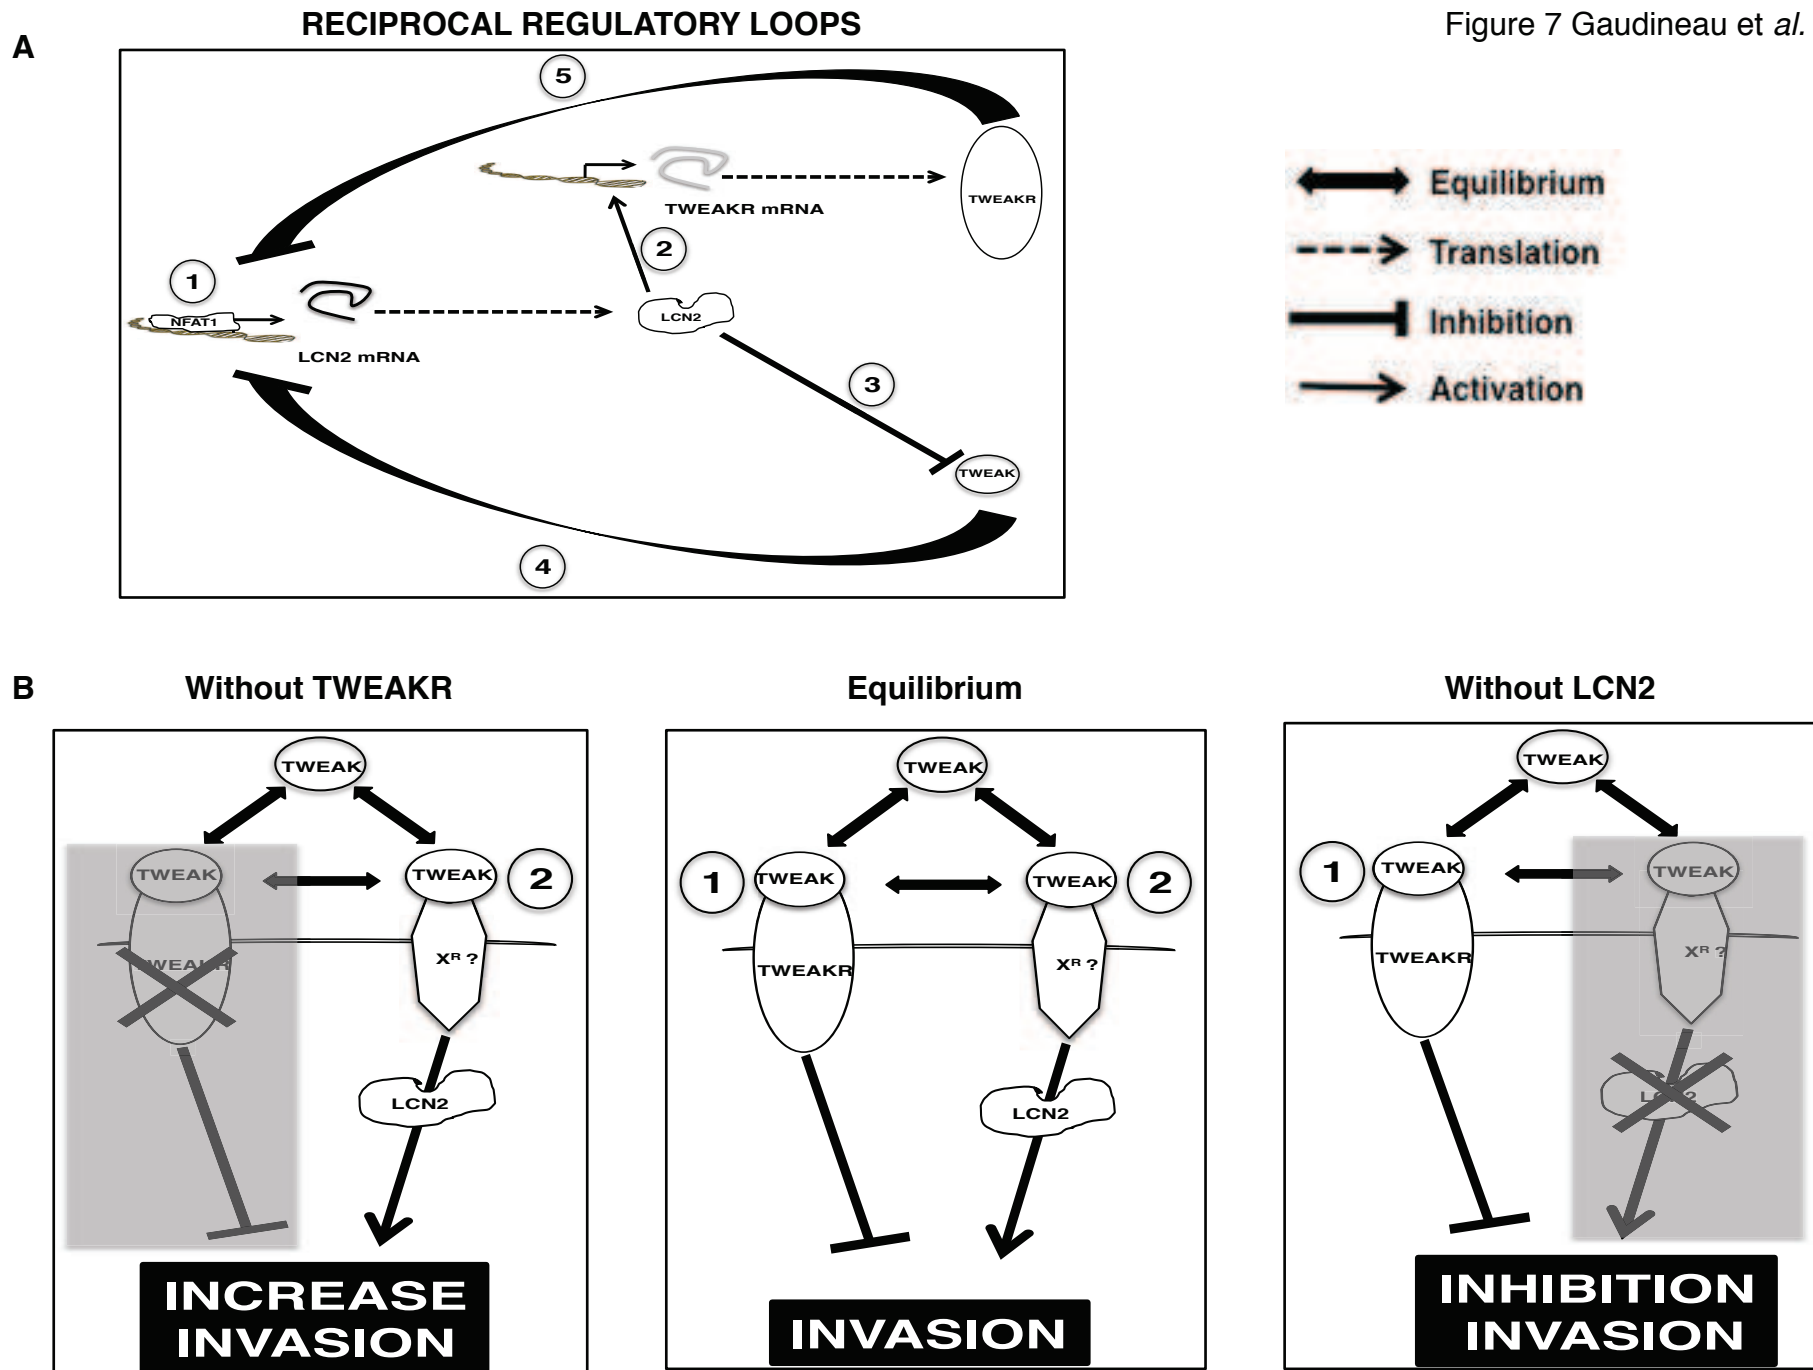 RECIPROCAL REGULATORY LOOPS
Figure 7 Gaudineau et al.
A
5
TWEAKR mRNA
TWEAKR
2
1
NFAT1
LCN2 mRNA
LCN2
3
TWEAK
4
Equilibrium
Translation
Inhibition
Activation
B
Without TWEAKR
TWEAK
TWEAK
TWEAK
2
TWEAKR
XR ?
LCN2
INCREASE
INVASION
Equilibrium
TWEAK
1
TWEAK
TWEAK
2
TWEAKR
XR ?
LCN2
INVASION
Without LCN2
TWEAK
1
TWEAK
TWEAK
TWEAKR
XR ?
LCN2
INHIBITION
INVASION